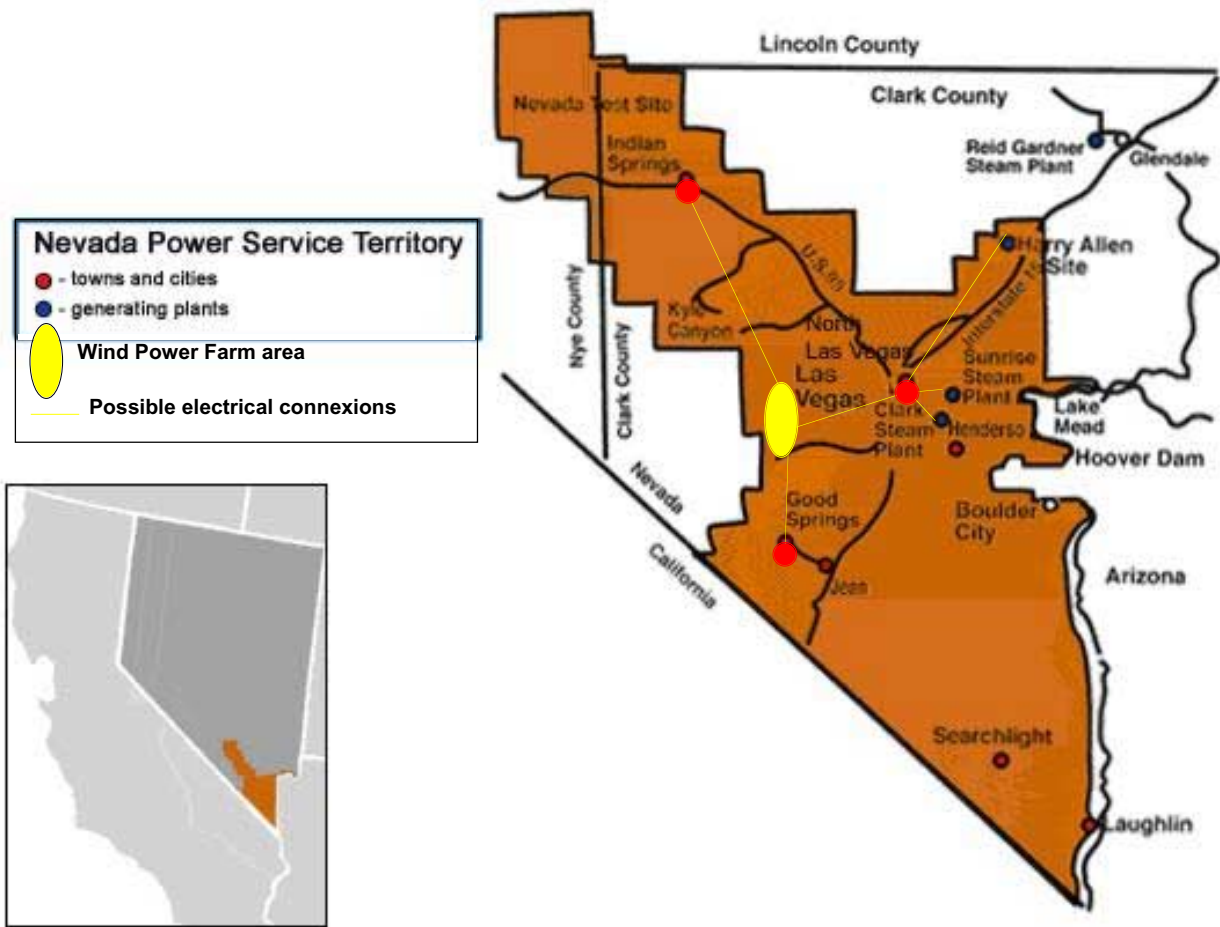 Lincoln County
Clark County
Nevada Test Site
Indian
Springs
Reid Gardner
Steam Plant
Glendale
Nevada Power Service Territory
- towns and cities
- generating plants
Wind Power Farm area
Possible electrical connexions
Harry Allen
Site
U.S.
Interstate 15
Nye County
Clark County
Kyle
Canyon
North
Las Vegas
Las
Vegas
Sunrise
Steam
Plant
Clark
Steam
Plant
Henderso
Lake
Mead
Hoover Dam
Nevada
California
Good
Springs
Jean
Boulder
City
Arizona
Searchlight
Laughlin